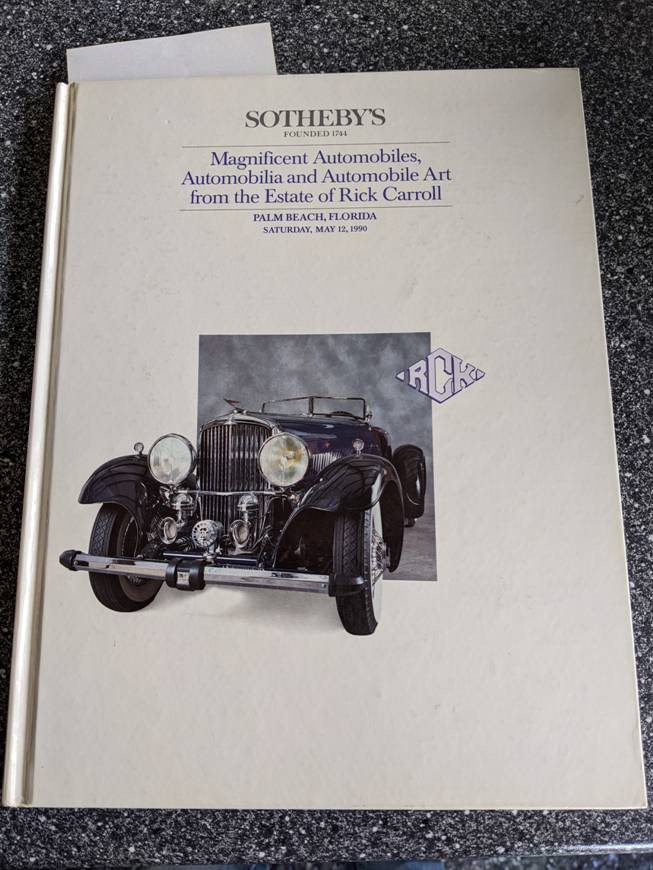 SOTHEBY'S
FOUNDED 1744
Magnificent Automobiles,
Automobilia and Automobile Art
from the Estate of Rick Carroll
PALM BEACH, FLORIDA
SATURDAY, MAY 12, 1990
RCK